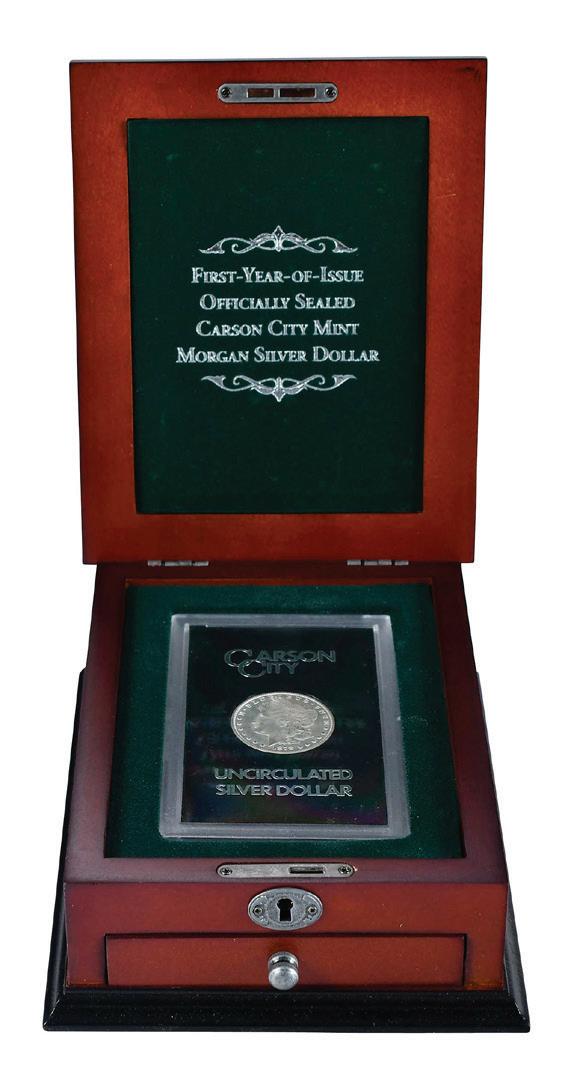 First-Year-of-Issue
Officially Sealed
Carson City Mint
Morgan Silver Dollar
CARSON
CITY
UNCIRCULATED
SILVER DOLLAR